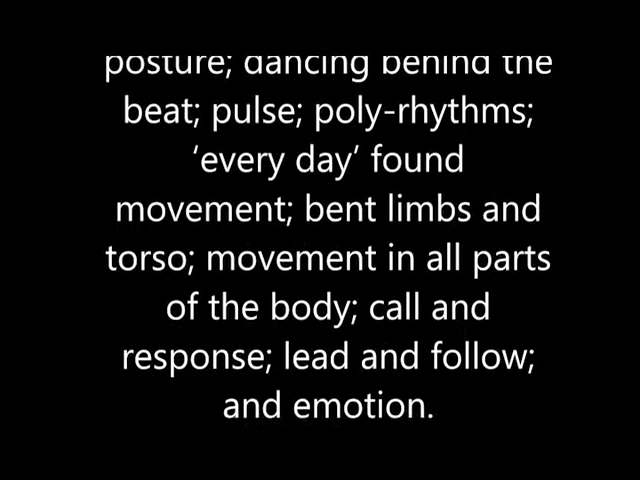 posture; dancing behind the
beat; pulse; poly-rhythms;
‘every day’ found
movement; bent limbs and
torso; movement in all parts
of the body; call and
response; lead and follow;
and emotion.